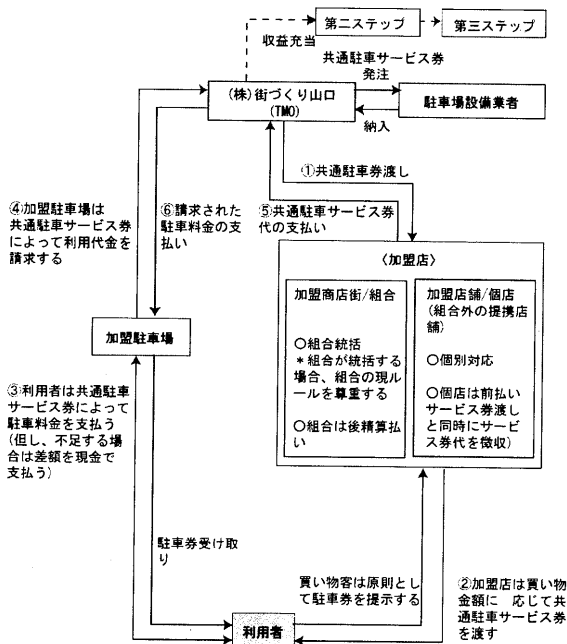 第二ステップ
第三ステップ
収益充当
共通駐車サービス券
発注
(株)街づくり山口
(TMO)
駐車場設備業者
納入
①共通駐車券渡し
④加盟駐車場は
共通駐車サービス券
によって利用代金を
請求する
⑥請求された
駐車料金の支
払い
⑤共通駐車サービス券
代の支払い
〈加盟店〉
加盟商店街/組合
○組合統括
*組合が統括する
場合、組合の現ル
ールを尊重する
○組合は後精算払
い
加盟店舗/個店
(組合外の提携店
舗)
○個別対応
○個店は前払い
サービス券渡し
と同時にサービ
ス券代を徴収)
加盟駐車場
③利用者は共通駐車
サービス券によって
駐車料金を支払う
(但し、不足する場
合は差額を現金で
支払う)
駐車券受け取
り
買い物客は原則とし
て駐車券を提示する
②加盟店は買い物
金額に 応じて共
通駐車サービス券
を渡す
利用者